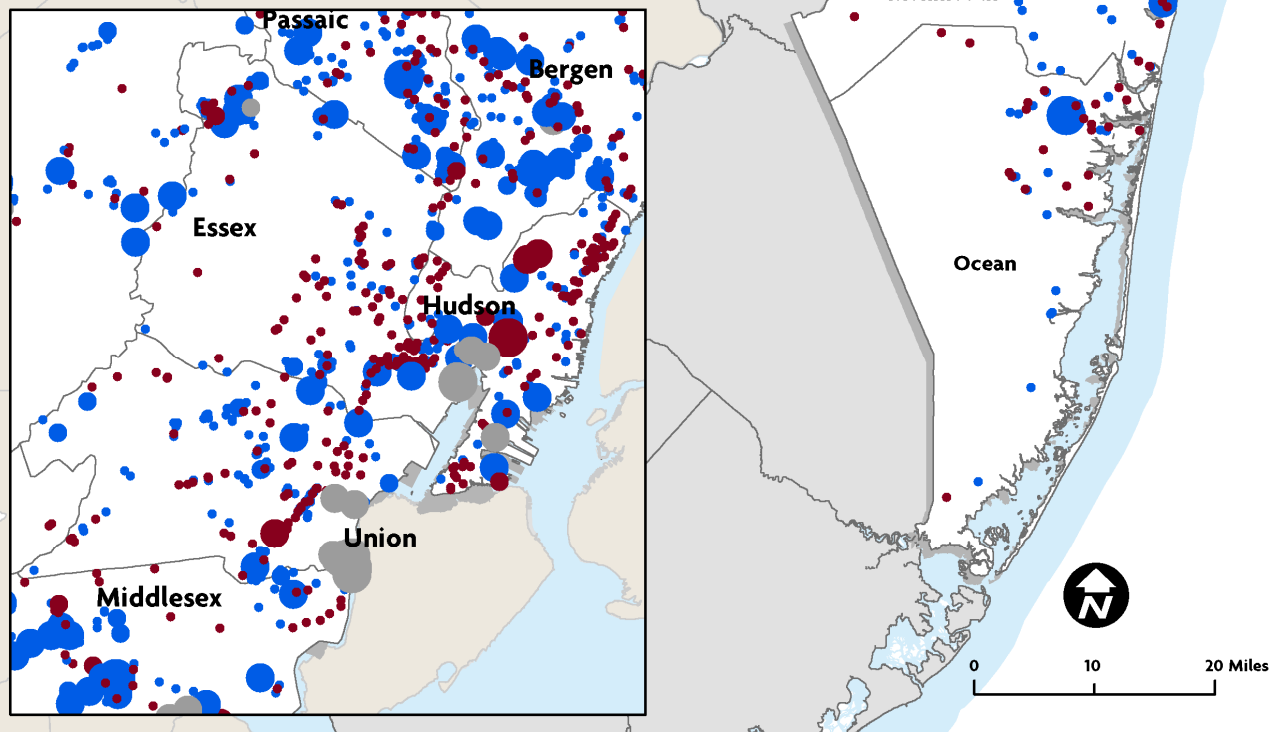 Passaic
Bergen
Essex
Hudson
Union
Middlesex
Ocean
N
0 10 20 Miles